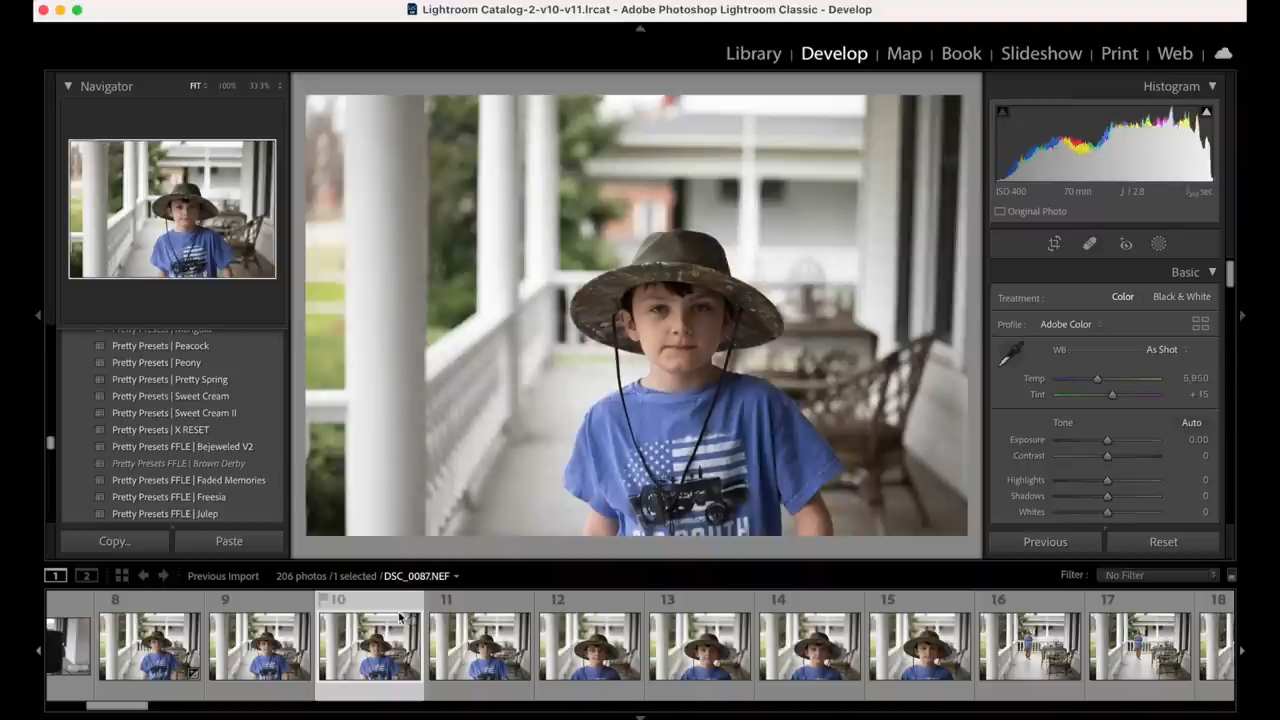 Lightroom Catalog-2-v10-v11.lrcat - Adobe Photoshop Lightroom Classic - Develop
Library | Develop | Map | Book | Slideshow | Print | Web
Navigator FIT 100% 33.3%
Histogram
ISO 400 70 mm f / 2.8 sec
Original Photo
Basic
Treatment : Color Black & White
Profile : Adobe Color
WB : As Shot
Temp 5,950
Tint + 15
Tone Auto
Exposure 0.00
Contrast 0
Highlights 0
Shadows 0
Whites 0
Previous Reset
Pretty Presets | Peacock
Pretty Presets | Peony
Pretty Presets | Pretty Spring
Pretty Presets | Sweet Cream
Pretty Presets | Sweet Cream II
Pretty Presets | X RESET
Pretty Presets FFLE | Bejeweled V2
Pretty Presets FFLE | Brown Derby
Pretty Presets FFLE | Faded Memories
Pretty Presets FFLE | Freesia
Pretty Presets FFLE | Julep
Copy... Paste
1 2 Previous Import 206 photos / 1 selected / DSC_0087.NEF Filter : No Filter
8 9 10 11 12 13 14 15 16 17 18